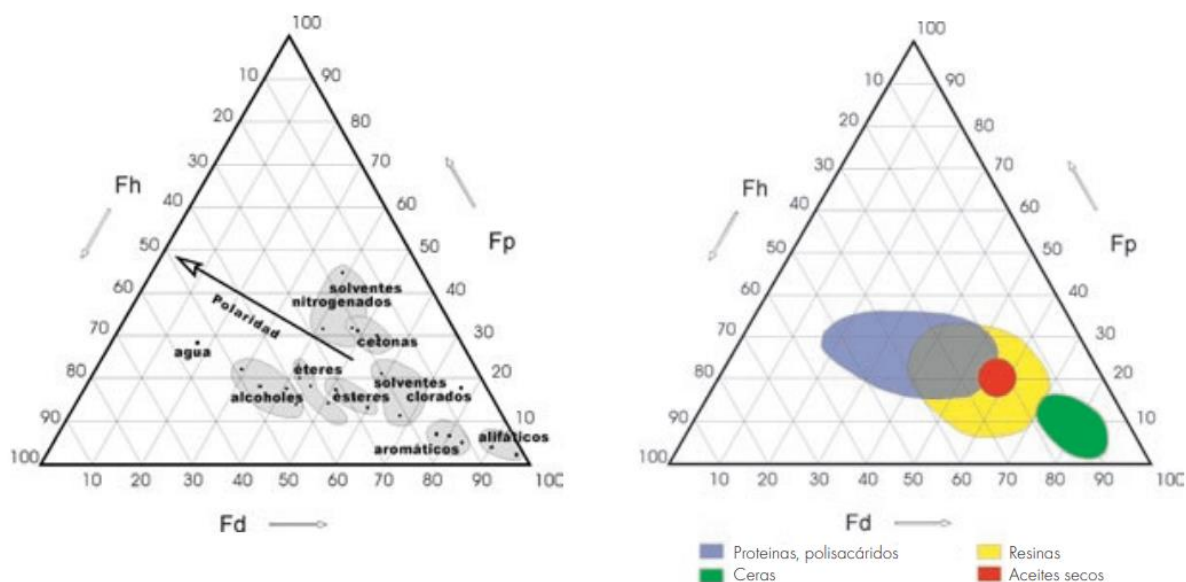 100
10 90
20 80
30 70
Fh
40 60
Fp
50 50
60 40
70 30
80 20
90 10
100
solventes
nitrogenados
Polaridad
cetonas
agua
éteres
alcoholes
ésteres
solventes
clorados
aromáticos
alifáticos
10 20 30 40 50 60 70 80 90 100
Fd
100
10 90
20 80
30 70
Fh
40 60
Fp
50 50
60 40
70 30
80 20
90 10
100
10 20 30 40 50 60 70 80 90 100
Fd
Proteinas, polisacáridos
Ceras
Resinas
Aceites secos